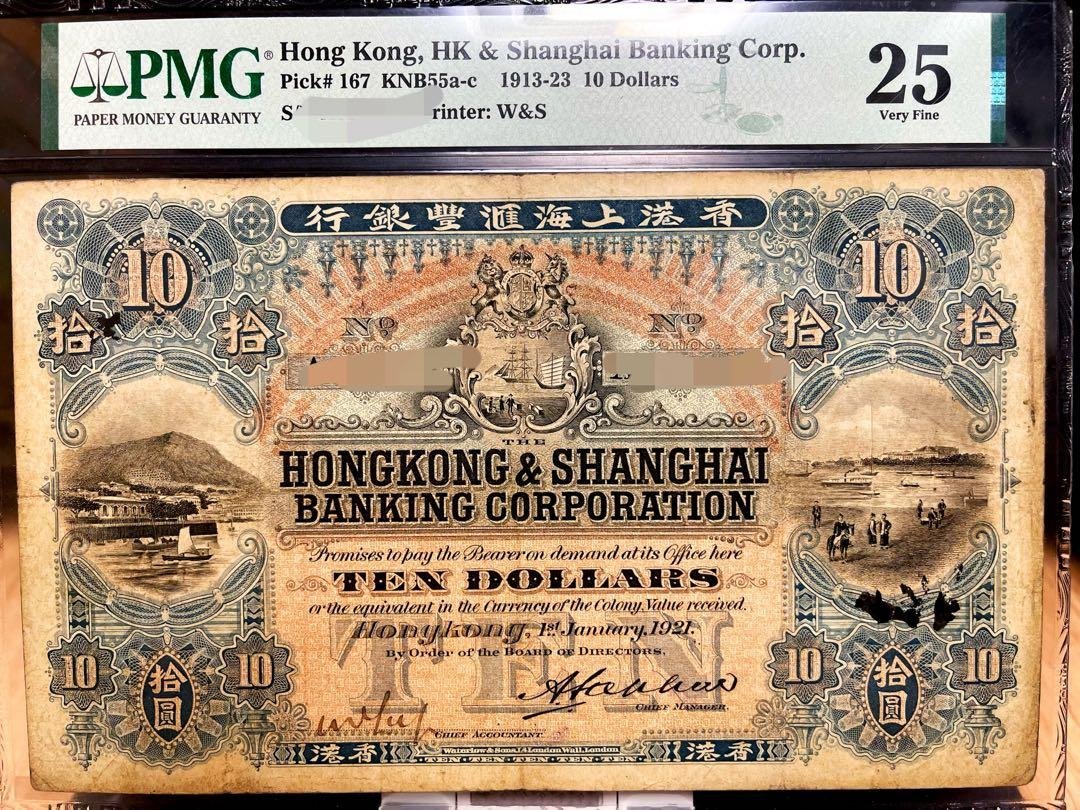 PMG® Hong Kong, HK & Shanghai Banking Corp. 25
Pick# 167 KNB55a-c 1913-23 10 Dollars Very Fine
PAPER MONEY GUARANTY S rinter: W&S
行銀豐滙海上港香
10 10
拾 拾 拾 拾
Nº Nº
THE
HONGKONG & SHANGHAI
BANKING CORPORATION
Promises to pay the Bearer on demand at its Office here
TEN DOLLARS
or the equivalent in the Currency of the Colony, Value received.
Hongkong, 1st January, 1921.
By Order of the BOARD OF DIRECTORS,
TEN
10 10 10 10
拾圓 拾圓
CHIEF MANAGER.
CHIEF ACCOUNTANT.
港香 Waterlow & Sons Ld London Wall, London 港香
TEN·TEN·TEN·TEN·TEN